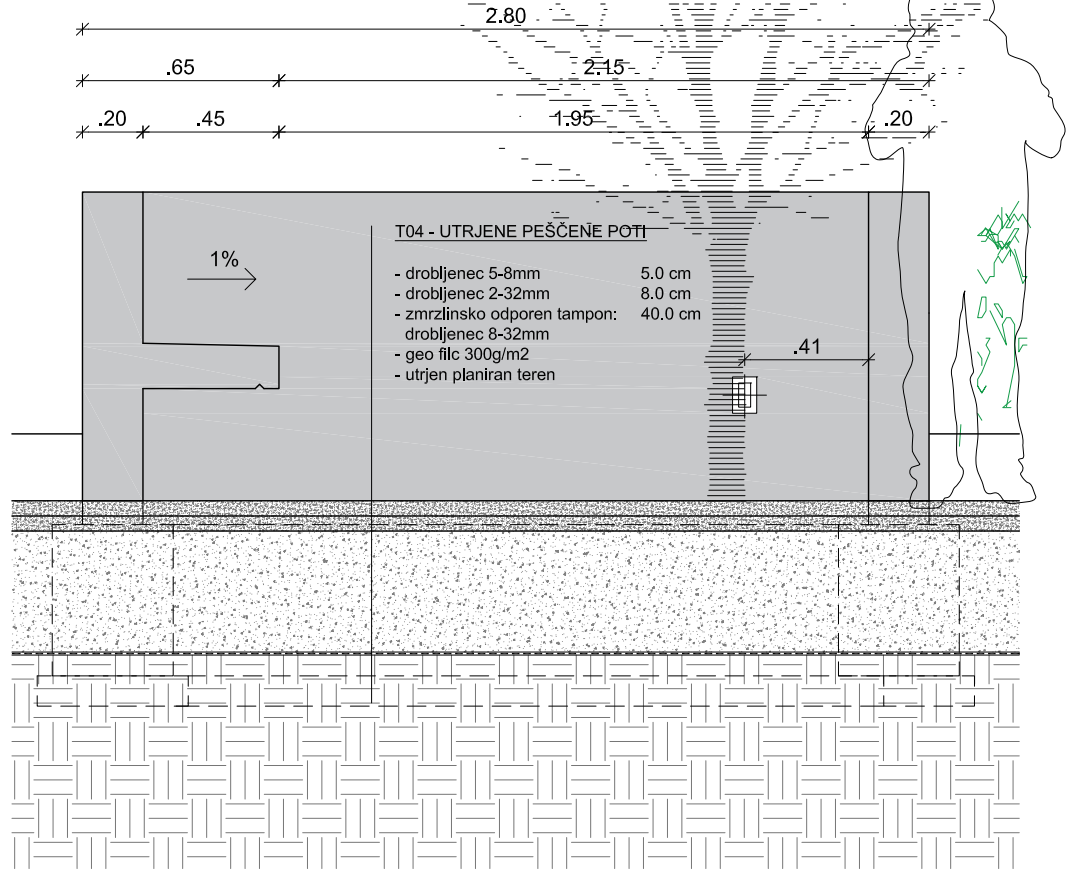 2.80
.65 2.15
.20 .45 1.95 .20
T04 - UTRJENE PEŠČENE POTI
1%
- drobljenec 5-8mm 5.0 cm
- drobljenec 2-32mm 8.0 cm
- zmrzlinsko odporen tampon: 40.0 cm
drobljenec 8-32mm
- geo filc 300g/m2
- utrjen planiran teren
.41